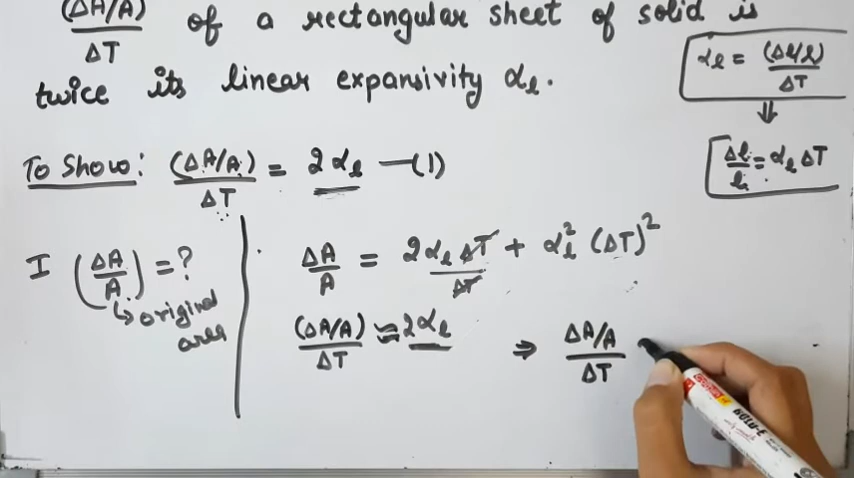 (ΔA/A)/ΔT of a rectangular sheet of solid is
twice its linear expansivity αℓ.
αℓ = (Δℓ/ℓ)/ΔT
⇓
Δℓ/ℓ = αℓ ΔT
To Show: (ΔA/A)/ΔT = 2αℓ —(1)
I (ΔA/A) = ?
↳ original
area
ΔA/A = 2αℓ ΔT/ΔT + αℓ² (ΔT)²
(ΔA/A)/ΔT ≈ 2αℓ ⇒ ΔA/A/ΔT